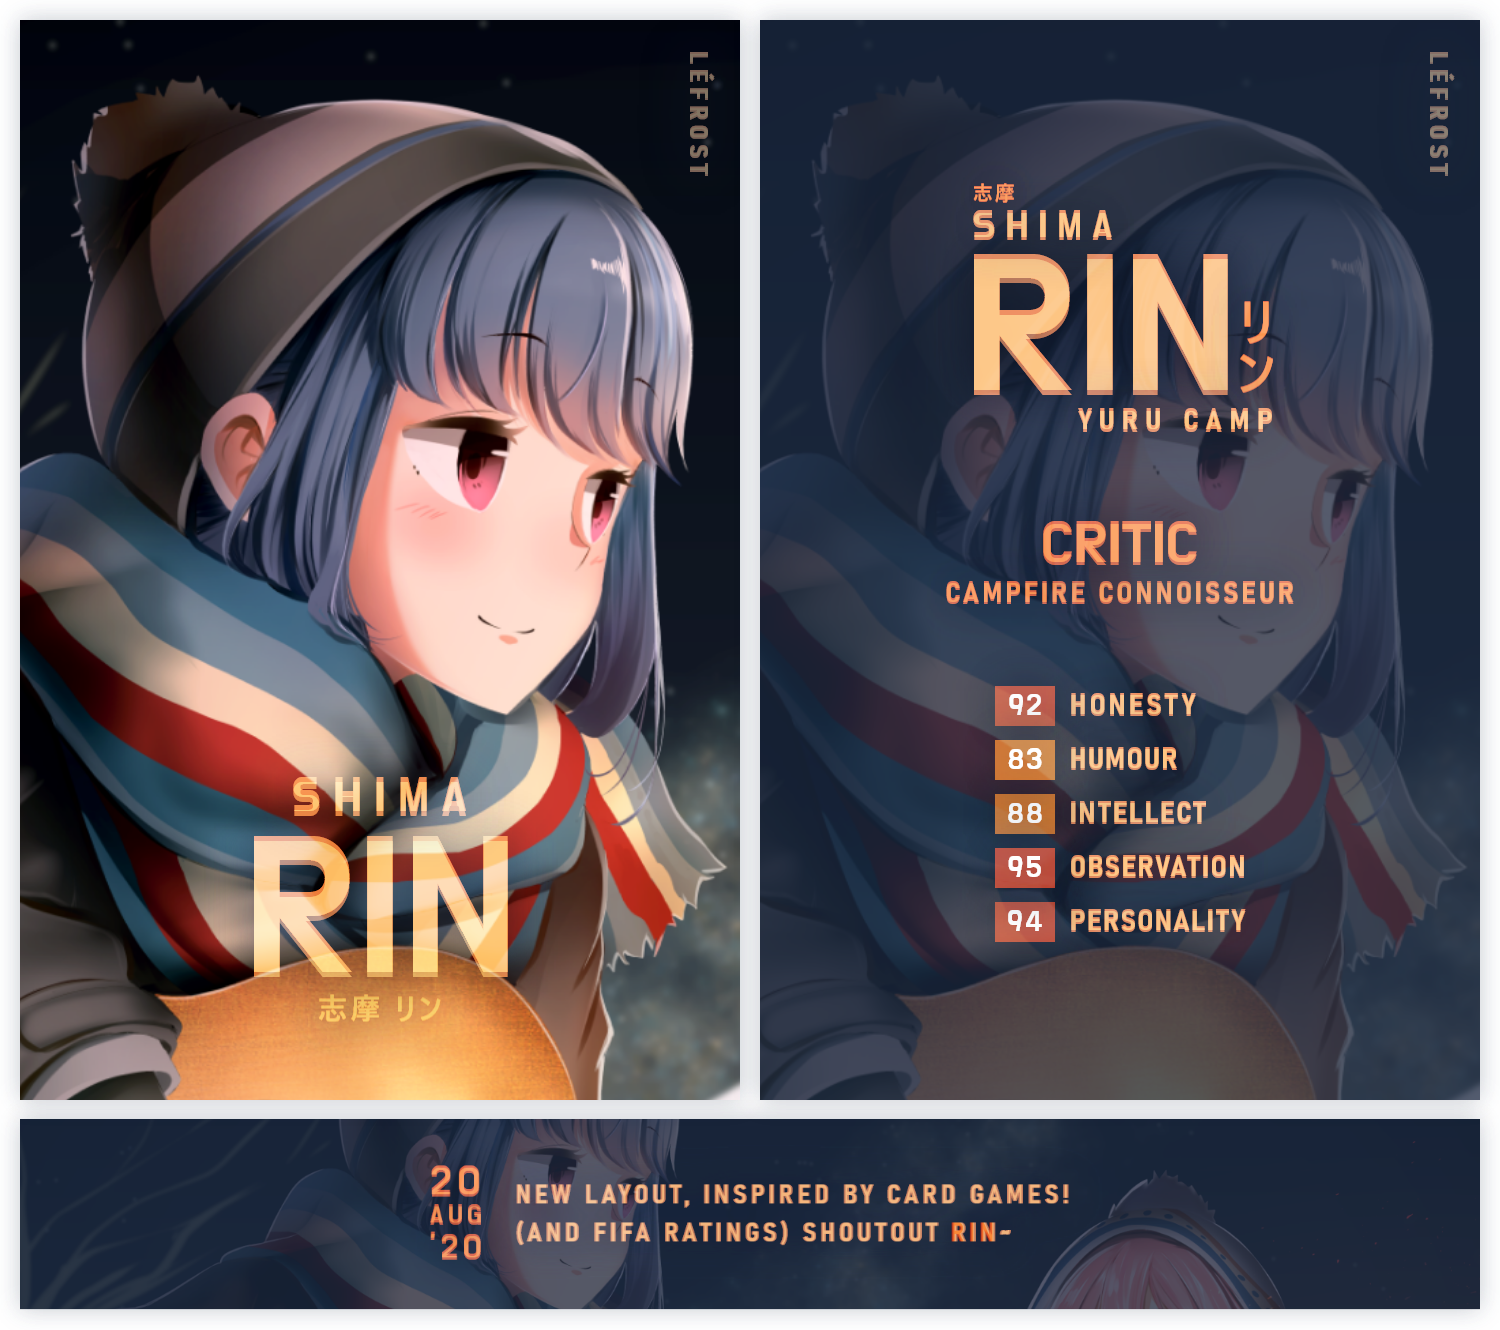 LÉFROST
SHIMA
RIN
志摩 リン
LÉFROST
志摩
SHIMA
RIN
リン
YURU CAMP
CRITIC
CAMPFIRE CONNOISSEUR
92 HONESTY
83 HUMOUR
88 INTELLECT
95 OBSERVATION
94 PERSONALITY
20
AUG
'20
NEW LAYOUT, INSPIRED BY CARD GAMES!
(AND FIFA RATINGS) SHOUTOUT RIN~